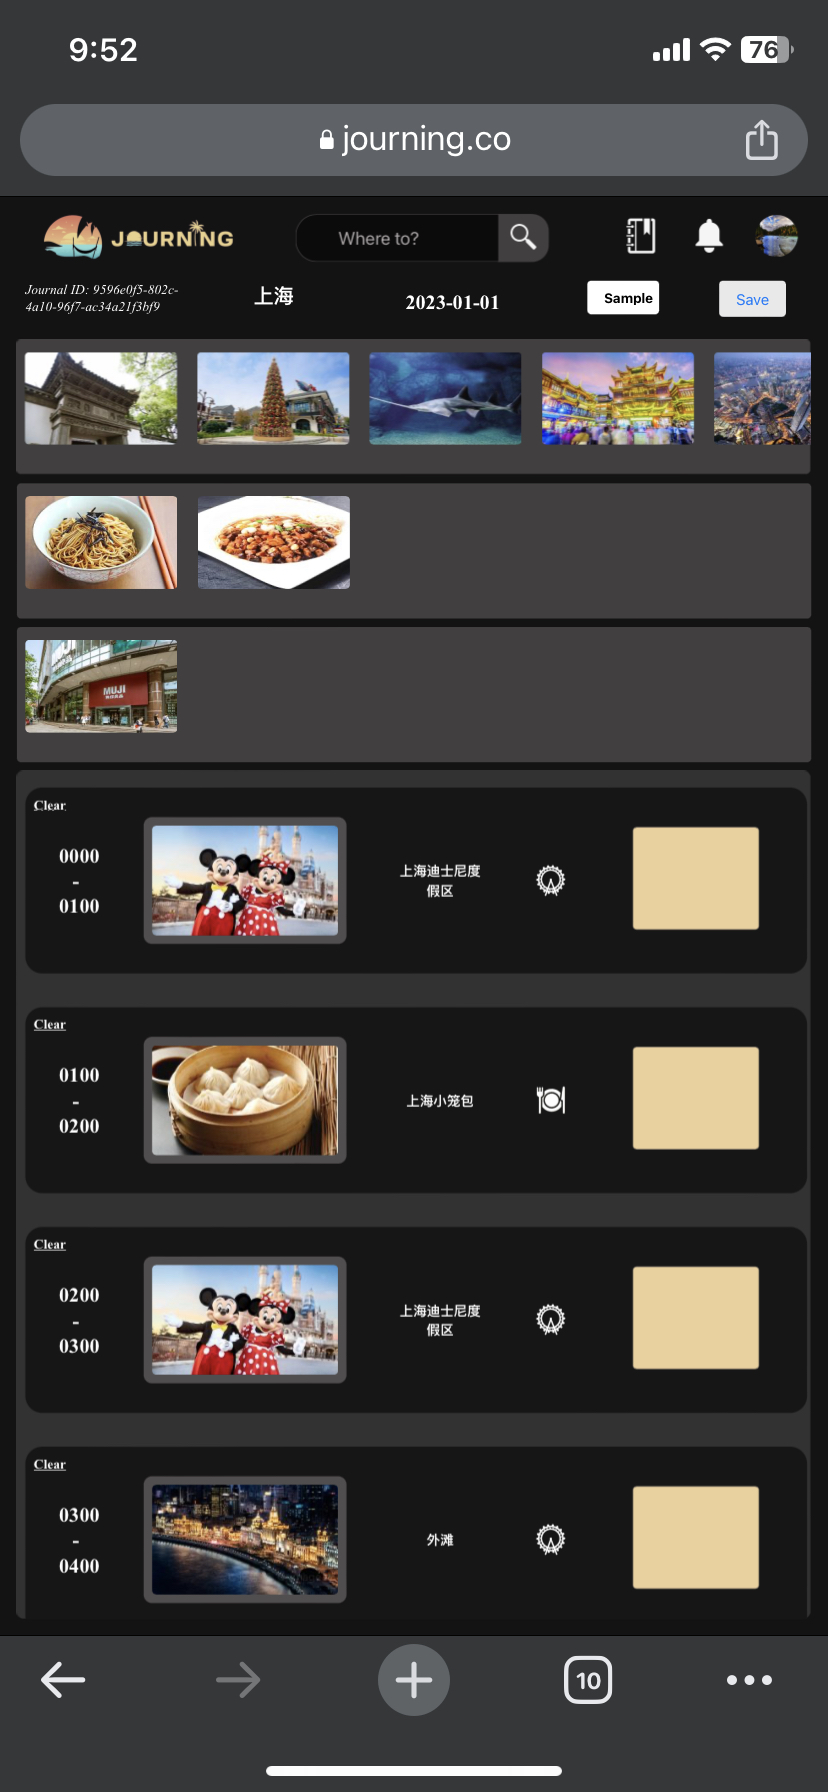 9:52
76
journing.co
JOURNING
Where to?
Journal ID: 9596e0f5-802c-
4a10-96f7-ac34a21f3bf9
上海
2023-01-01
Sample
Save
MUJI
Clear
0000
-
0100
上海迪士尼度
假区
Clear
0100
-
0200
上海小笼包
Clear
0200
-
0300
上海迪士尼度
假区
Clear
0300
-
0400
外滩
10